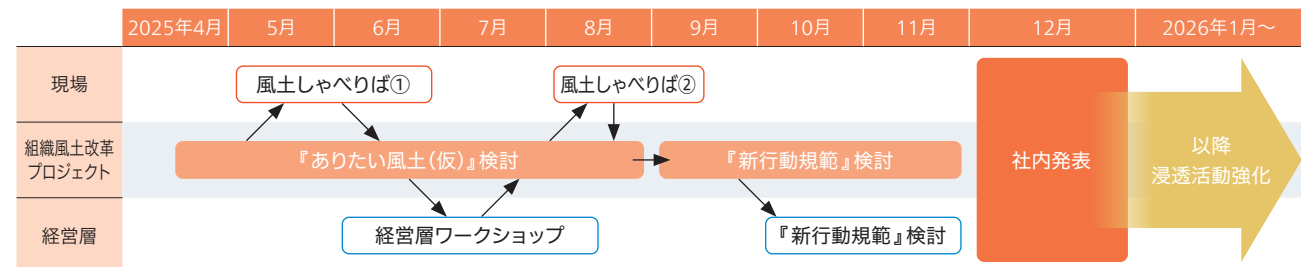 2025年4月 5月 6月 7月 8月 9月 10月 11月 12月 2026年1月～
現場
風土しゃべりば① 風土しゃべりば②
組織風土改革
プロジェクト
『ありたい風土（仮）』検討 『新行動規範』検討
社内発表
以降
浸透活動強化
経営層
経営層ワークショップ 『新行動規範』検討